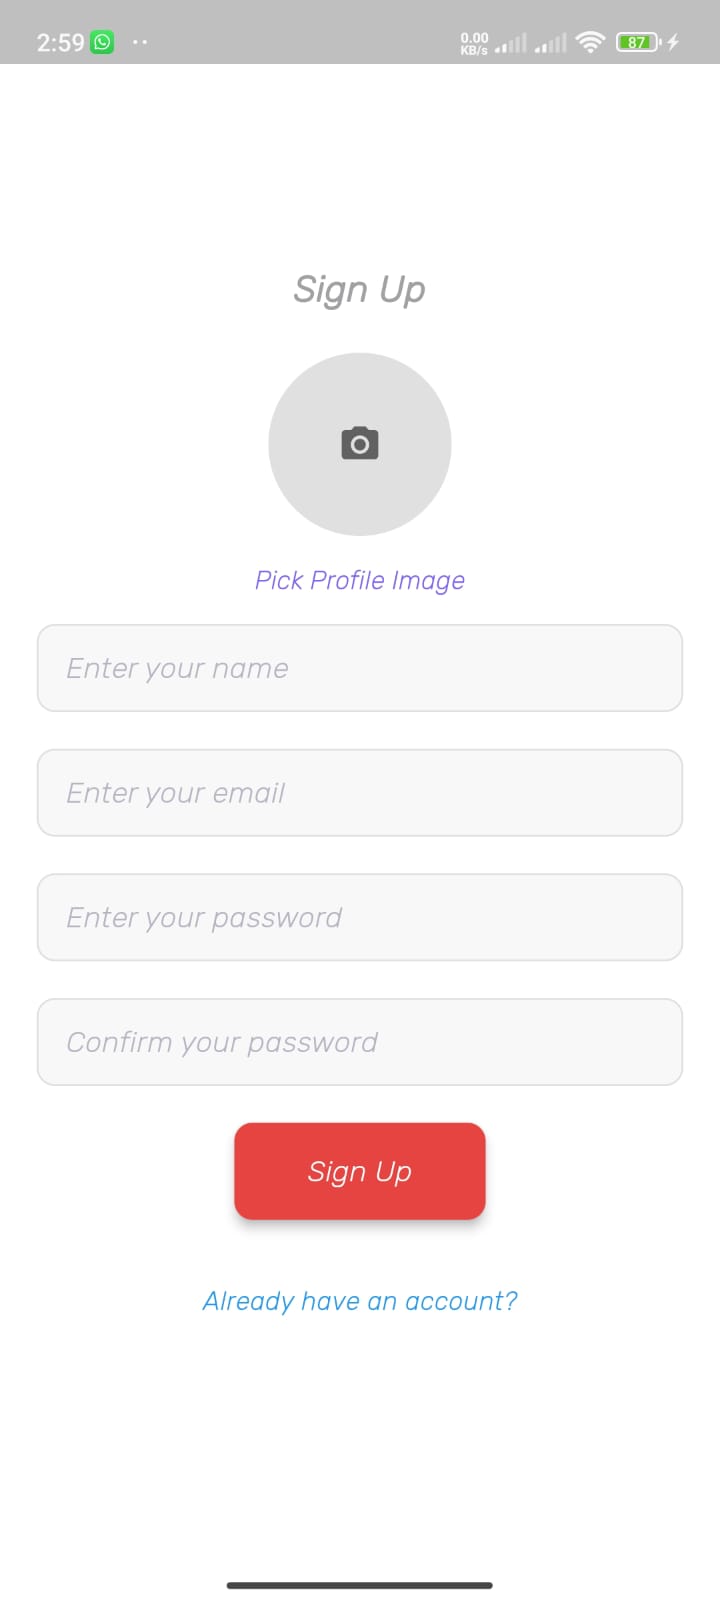 2:59
0.00
KB/s
87
Sign Up
Pick Profile Image
Enter your name
Enter your email
Enter your password
Confirm your password
Sign Up
Already have an account?